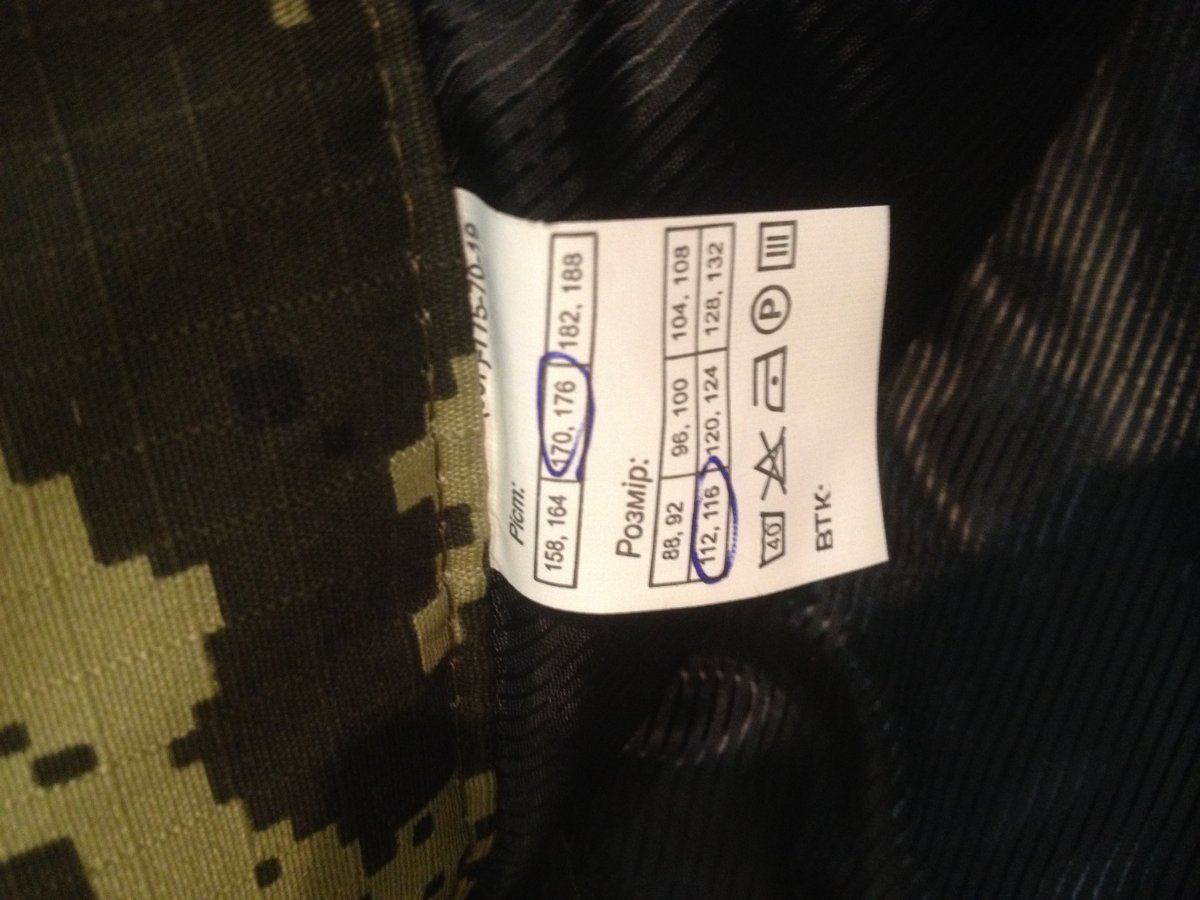 Ріст:
158, 164 170, 176 182, 188
Розмір:
88, 92 96, 100 104, 108
112, 116 120, 124 128, 132
40 P
ВТК: